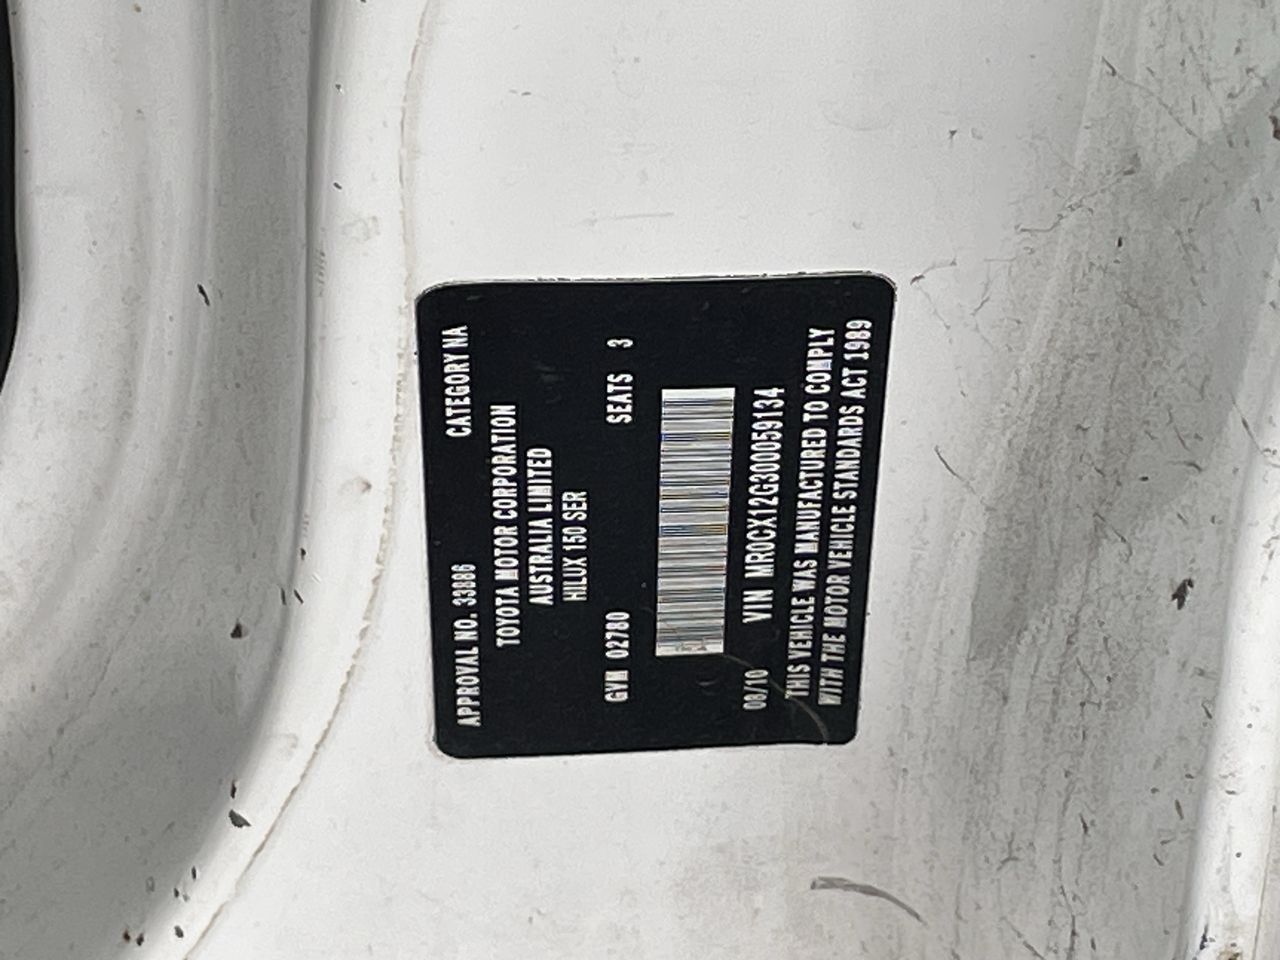 APPROVAL NO. 33886 CATEGORY NA
TOYOTA MOTOR CORPORATION
AUSTRALIA LIMITED
HILUX 150 SER
GVM 02780 SEATS 3
08/10 VIN MR0CX12G300059134
THIS VEHICLE WAS MANUFACTURED TO COMPLY
WITH THE MOTOR VEHICLE STANDARDS ACT 1989